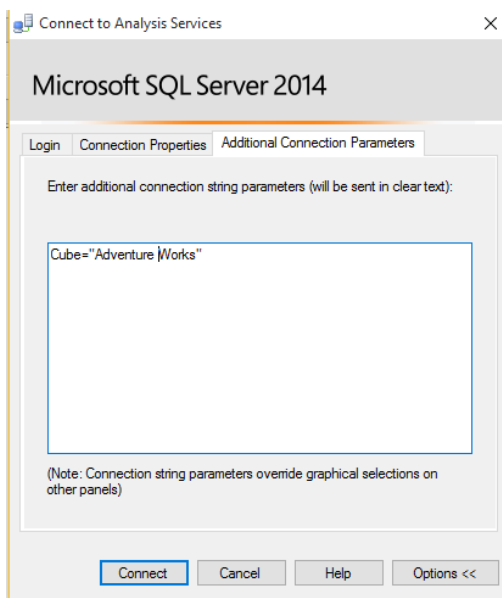 Connect to Analysis Services
Microsoft SQL Server 2014
Login Connection Properties Additional Connection Parameters
Enter additional connection string parameters (will be sent in clear text):
Cube="Adventure Works"
(Note: Connection string parameters override graphical selections on
other panels)
Connect Cancel Help Options <<